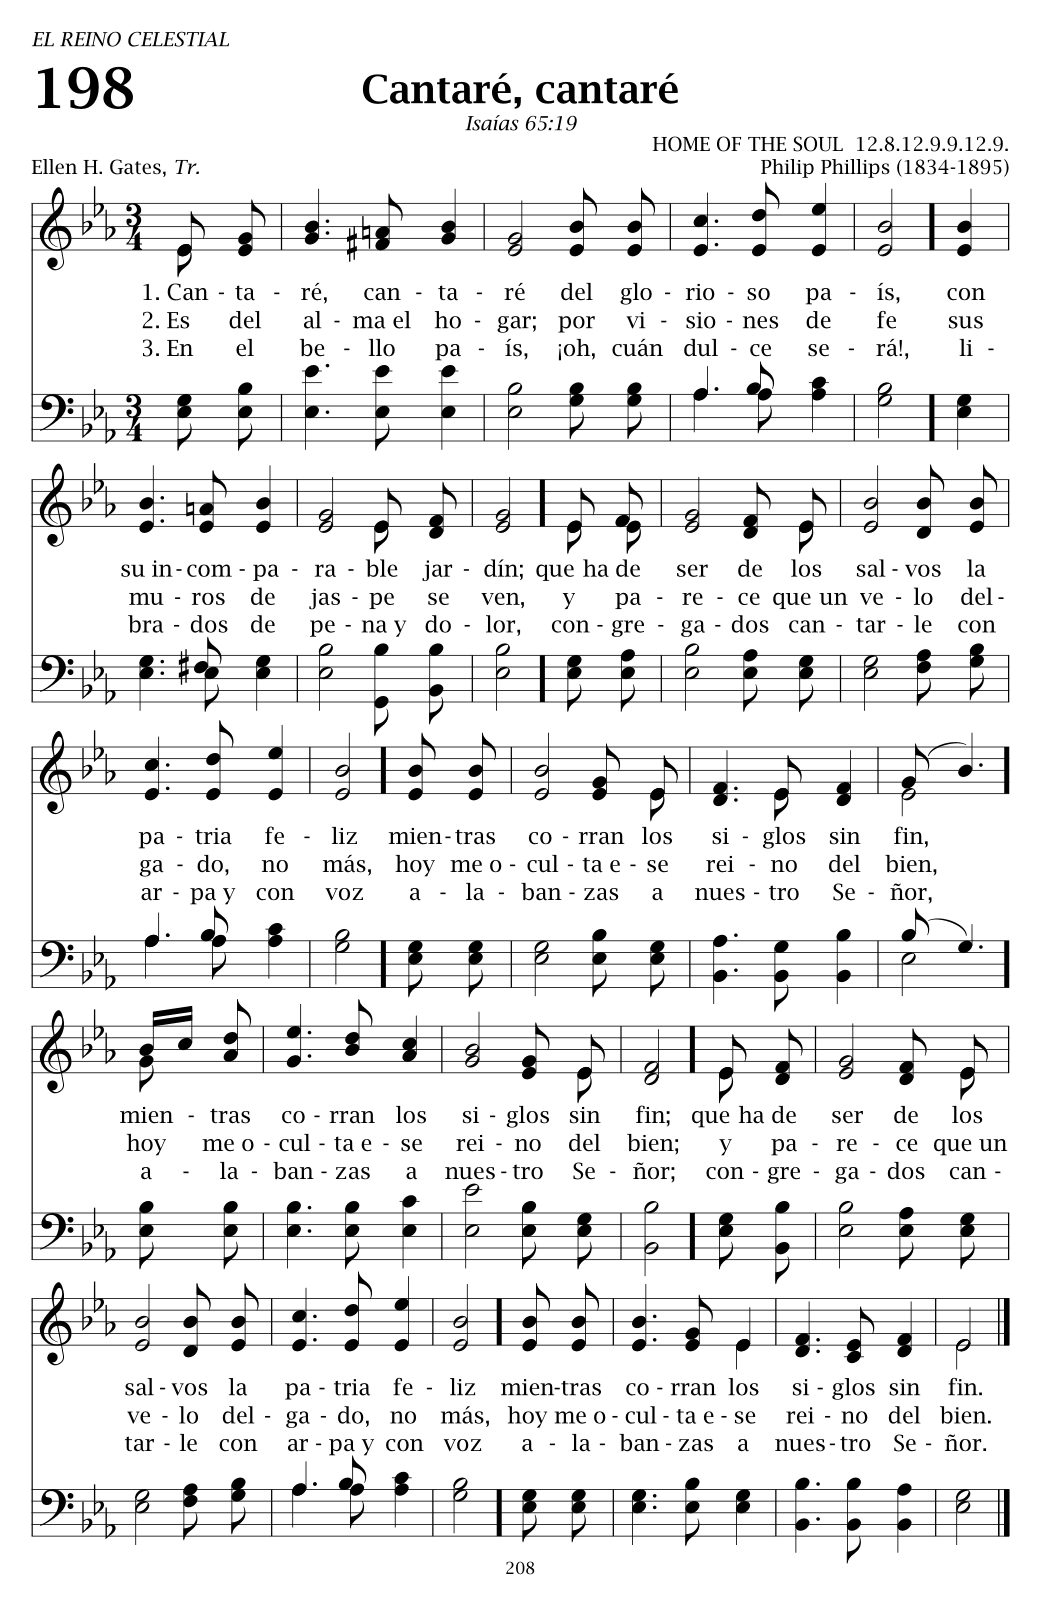 EL REINO CELESTIAL
198
Cantaré, cantaré
Isaías 65:19
HOME OF THE SOUL 12.8.12.9.9.12.9.
Ellen H. Gates, Tr.
Philip Phillips (1834-1895)
3
4
1. Can - ta - ré, can - ta - ré del glo - rio - so pa - ís, con
2. Es del al - ma el ho - gar; por vi - sio - nes de fe sus
3. En el be - llo pa - ís, ¡oh, cuán dul - ce se - rá!, li -
3
4
su in - com - pa - ra - ble jar - dín; que ha de ser de los sal - vos la
mu - ros de jas - pe se ven, y pa - re - ce que un ve - lo del -
bra - dos de pe - na y do - lor, con - gre - ga - dos can - tar - le con
pa - tria fe - liz mien - tras co - rran los si - glos sin fin,
ga - do, no más, hoy me o - cul - ta e - se rei - no del bien,
ar - pa y con voz a - la - ban - zas a nues - tro Se - ñor,
mien - tras co - rran los si - glos sin fin; que ha de ser de los
hoy me o - cul - ta e - se rei - no del bien; y pa - re - ce que un
a - la - ban - zas a nues - tro Se - ñor; con - gre - ga - dos can -
sal - vos la pa - tria fe - liz mien - tras co - rran los si - glos sin fin.
ve - lo del - ga - do, no más, hoy me o - cul - ta e - se rei - no del bien.
tar - le con ar - pa y con voz a - la - ban - zas a nues - tro Se - ñor.
208